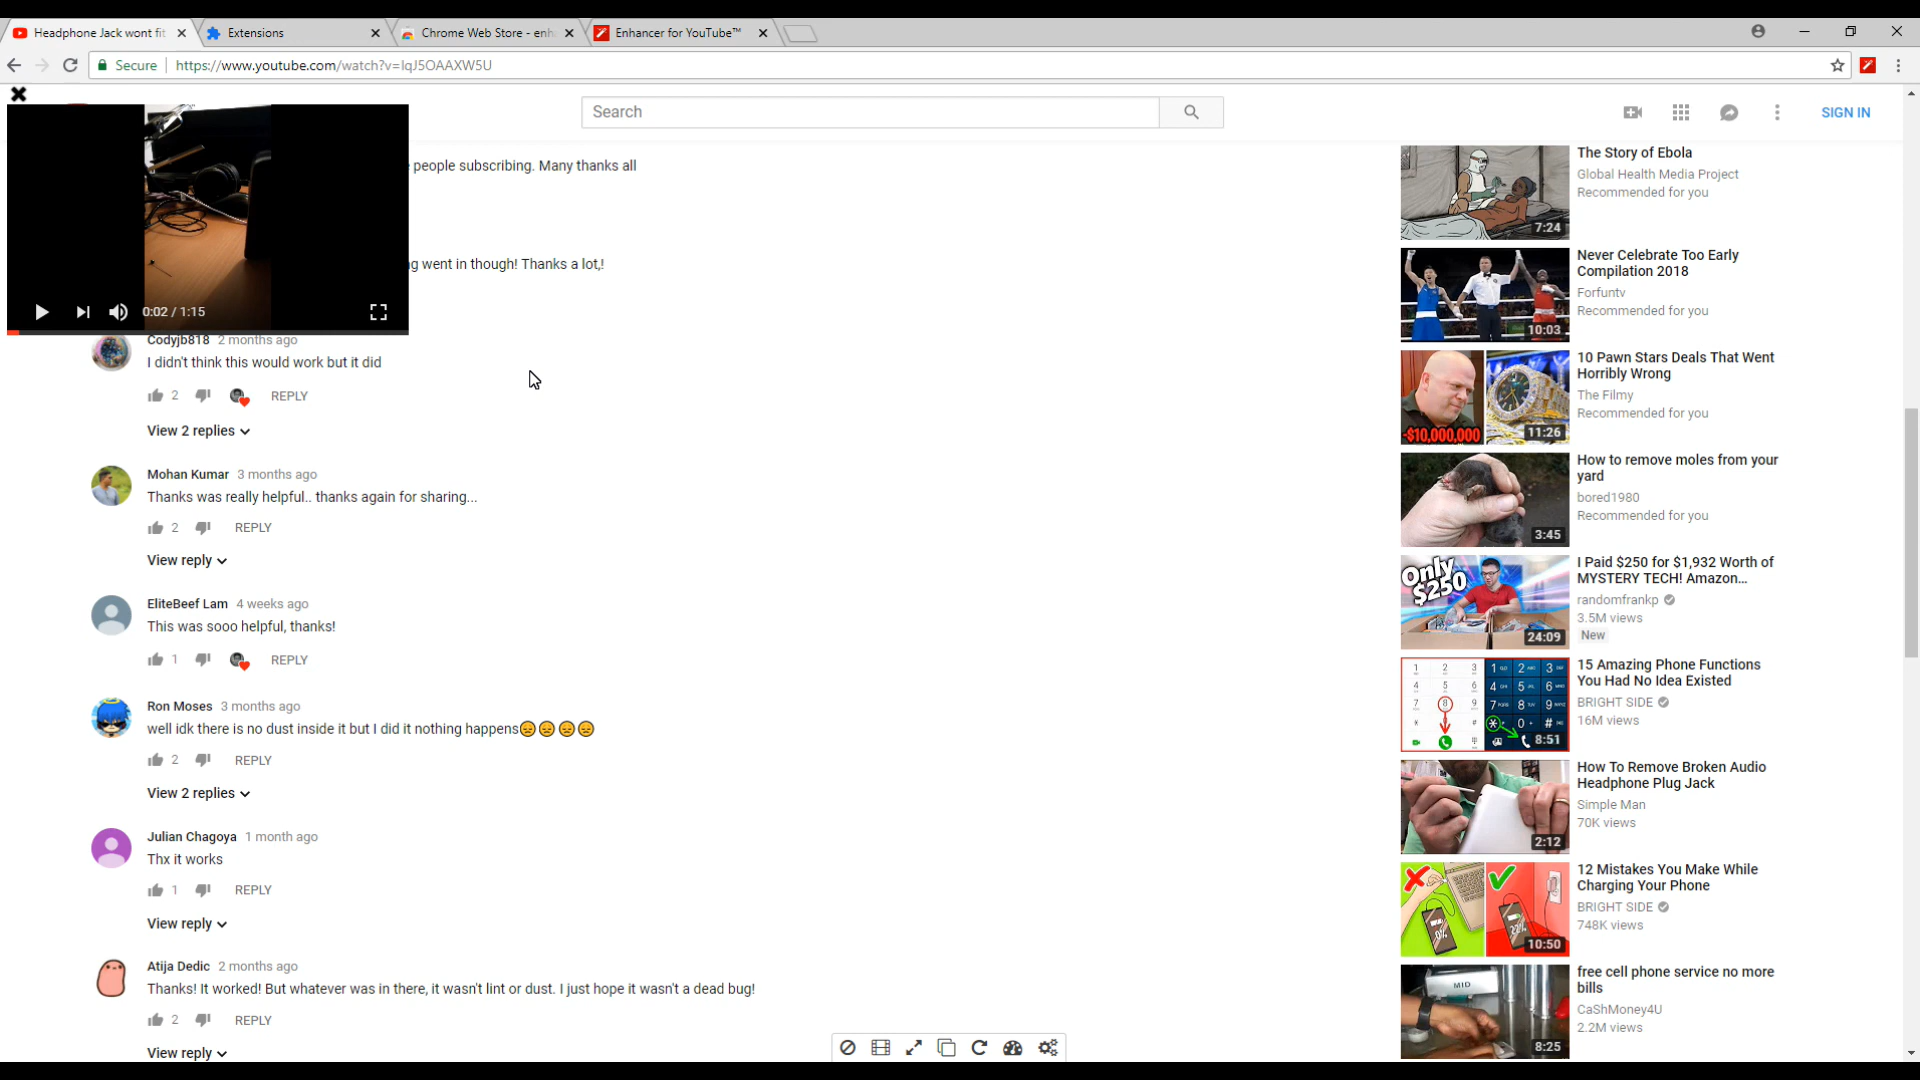 Headphone Jack wont fit
Extensions
Chrome Web Store - enh
Enhancer for YouTube™
Secure
https://www.youtube.com/watch?v=IqJ5OAAXW5U
Search
SIGN IN
people subscribing. Many thanks all
went in though! Thanks a lot,!
0:02 / 1:15
Codyjb818 2 months ago
I didn't think this would work but it did
2 REPLY
View 2 replies
Mohan Kumar 3 months ago
Thanks was really helpful.. thanks again for sharing...
2 REPLY
View reply
EliteBeef Lam 4 weeks ago
This was sooo helpful, thanks!
1 REPLY
Ron Moses 3 months ago
well idk there is no dust inside it but I did it nothing happens😞😞😞😞
2 REPLY
View 2 replies
Julian Chagoya 1 month ago
Thx it works
1 REPLY
View reply
Atija Dedic 2 months ago
Thanks! It worked! But whatever was in there, it wasn't lint or dust. I just hope it wasn't a dead bug!
2 REPLY
View reply
The Story of Ebola
Global Health Media Project
Recommended for you
7:24
Never Celebrate Too Early
Compilation 2018
Forfuntv
Recommended for you
10:03
10 Pawn Stars Deals That Went
Horribly Wrong
The Filmy
Recommended for you
-$10,000,000
11:26
How to remove moles from your
yard
bored1980
Recommended for you
3:45
I Paid $250 for $1,932 Worth of
MYSTERY TECH! Amazon...
randomfrankp
3.5M views
New
Only
$250
24:09
15 Amazing Phone Functions
You Had No Idea Existed
BRIGHT SIDE
16M views
8:51
How To Remove Broken Audio
Headphone Plug Jack
Simple Man
70K views
2:12
12 Mistakes You Make While
Charging Your Phone
BRIGHT SIDE
748K views
10:50
free cell phone service no more
bills
CaShMoney4U
2.2M views
MID
8:25